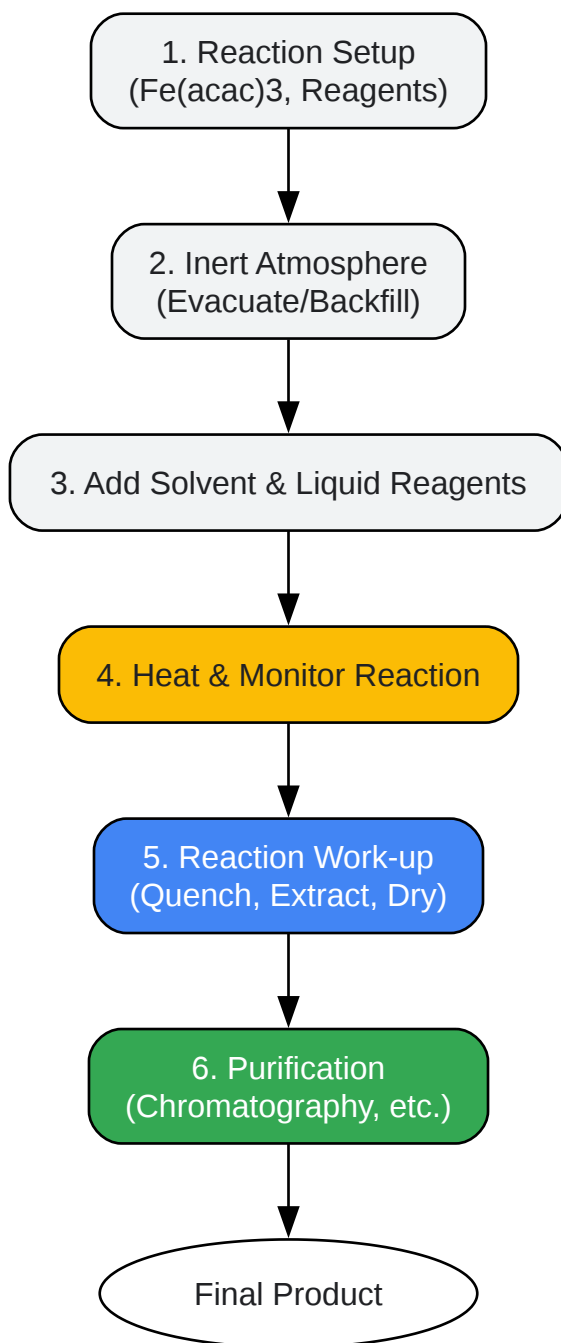 1. Reaction Setup
(Fe(acac)3, Reagents)
2. Inert Atmosphere
(Evacuate/Backfill)
3. Add Solvent & Liquid Reagents
4. Heat & Monitor Reaction
5. Reaction Work-up
(Quench, Extract, Dry)
6. Purification
(Chromatography, etc.)
Final Product